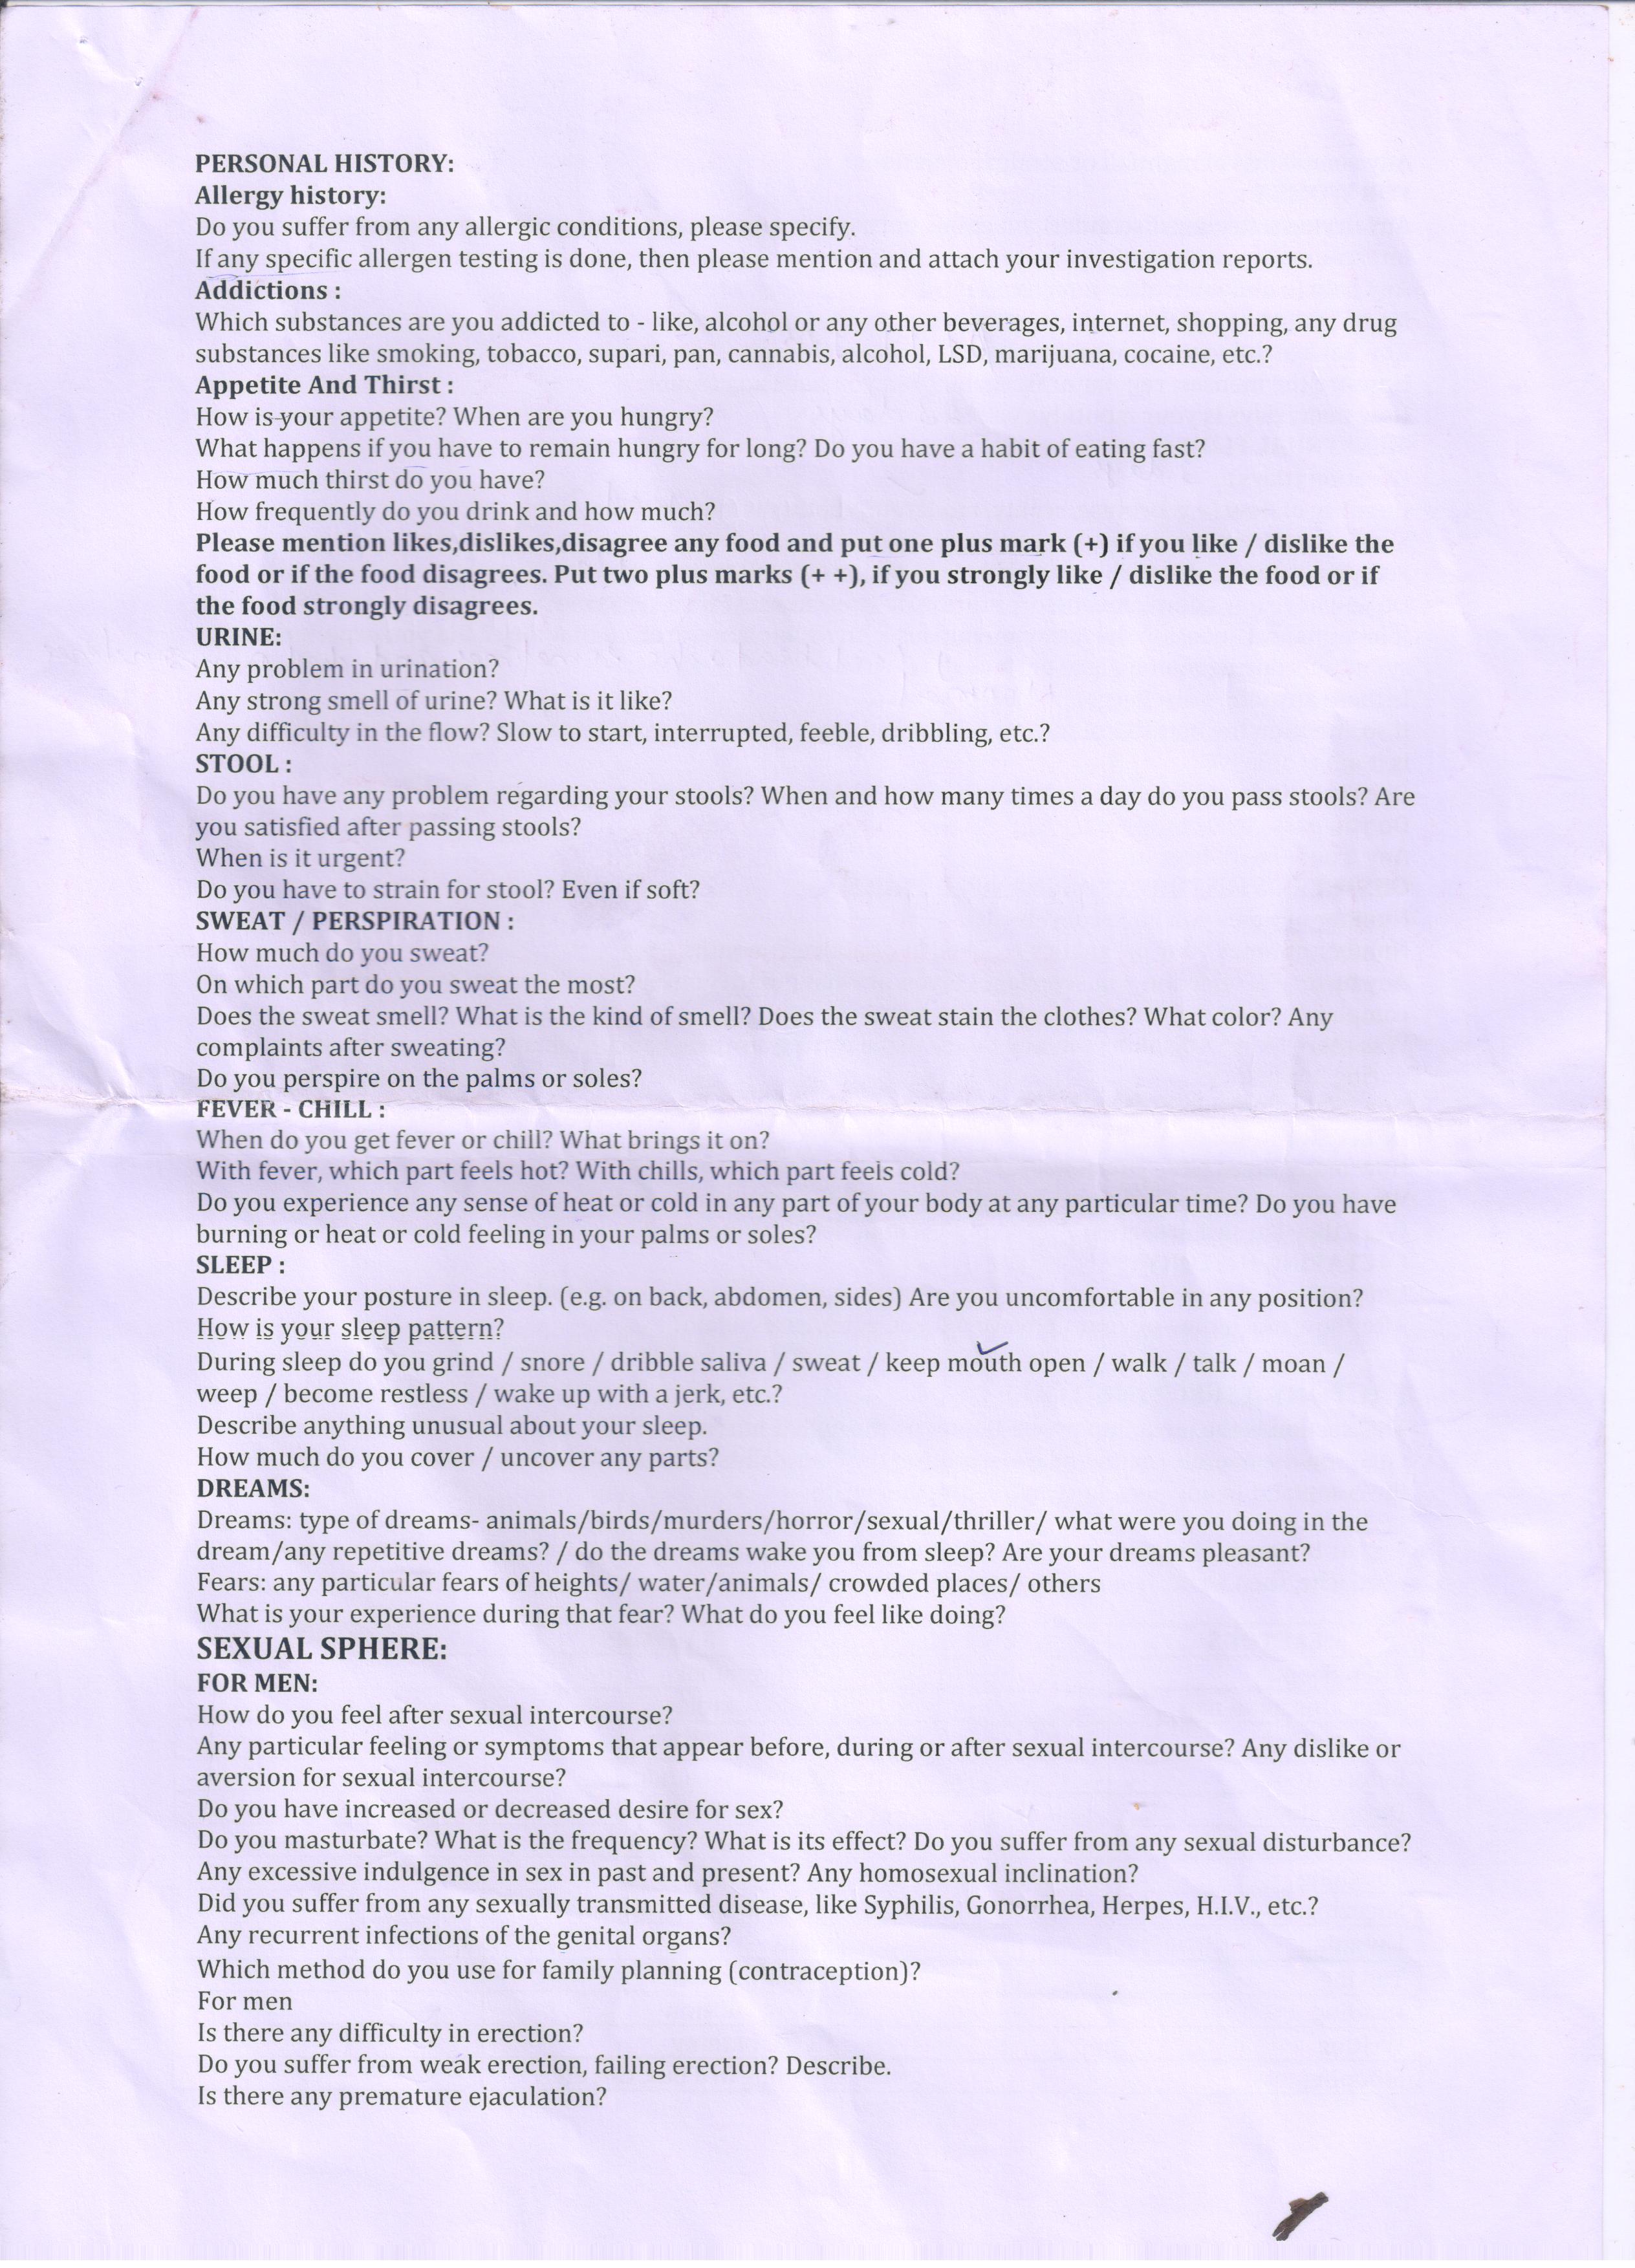 PERSONAL HISTORY:
Allergy history:
Do you suffer from any allergic conditions, please specify.
If any specific allergen testing is done, then please mention and attach your investigation reports.
Addictions :
Which substances are you addicted to - like, alcohol or any other beverages, internet, shopping, any drug
substances like smoking, tobacco, supari, pan, cannabis, alcohol, LSD, marijuana, cocaine, etc.?
Appetite And Thirst :
How is your appetite? When are you hungry?
What happens if you have to remain hungry for long? Do you have a habit of eating fast?
How much thirst do you have?
How frequently do you drink and how much?
Please mention likes,dislikes,disagree any food and put one plus mark (+) if you like / dislike the
food or if the food disagrees. Put two plus marks (+ +), if you strongly like / dislike the food or if
the food strongly disagrees.
URINE:
Any problem in urination?
Any strong smell of urine? What is it like?
Any difficulty in the flow? Slow to start, interrupted, feeble, dribbling, etc.?
STOOL :
Do you have any problem regarding your stools? When and how many times a day do you pass stools? Are
you satisfied after passing stools?
When is it urgent?
Do you have to strain for stool? Even if soft?
SWEAT / PERSPIRATION :
How much do you sweat?
On which part do you sweat the most?
Does the sweat smell? What is the kind of smell? Does the sweat stain the clothes? What color? Any
complaints after sweating?
Do you perspire on the palms or soles?
FEVER - CHILL :
When do you get fever or chill? What brings it on?
With fever, which part feels hot? With chills, which part feels cold?
Do you experience any sense of heat or cold in any part of your body at any particular time? Do you have
burning or heat or cold feeling in your palms or soles?
SLEEP :
Describe your posture in sleep. (e.g. on back, abdomen, sides) Are you uncomfortable in any position?
How is your sleep pattern?
During sleep do you grind / snore / dribble saliva / sweat / keep mouth open / walk / talk / moan /
weep / become restless / wake up with a jerk, etc.?
Describe anything unusual about your sleep.
How much do you cover / uncover any parts?
DREAMS:
Dreams: type of dreams- animals/birds/murders/horror/sexual/thriller/ what were you doing in the
dream/any repetitive dreams? / do the dreams wake you from sleep? Are your dreams pleasant?
Fears: any particular fears of heights/ water/animals/ crowded places/ others
What is your experience during that fear? What do you feel like doing?
SEXUAL SPHERE:
FOR MEN:
How do you feel after sexual intercourse?
Any particular feeling or symptoms that appear before, during or after sexual intercourse? Any dislike or
aversion for sexual intercourse?
Do you have increased or decreased desire for sex?
Do you masturbate? What is the frequency? What is its effect? Do you suffer from any sexual disturbance?
Any excessive indulgence in sex in past and present? Any homosexual inclination?
Did you suffer from any sexually transmitted disease, like Syphilis, Gonorrhea, Herpes, H.I.V., etc.?
Any recurrent infections of the genital organs?
Which method do you use for family planning (contraception)?
For men
Is there any difficulty in erection?
Do you suffer from weak erection, failing erection? Describe.
Is there any premature ejaculation?